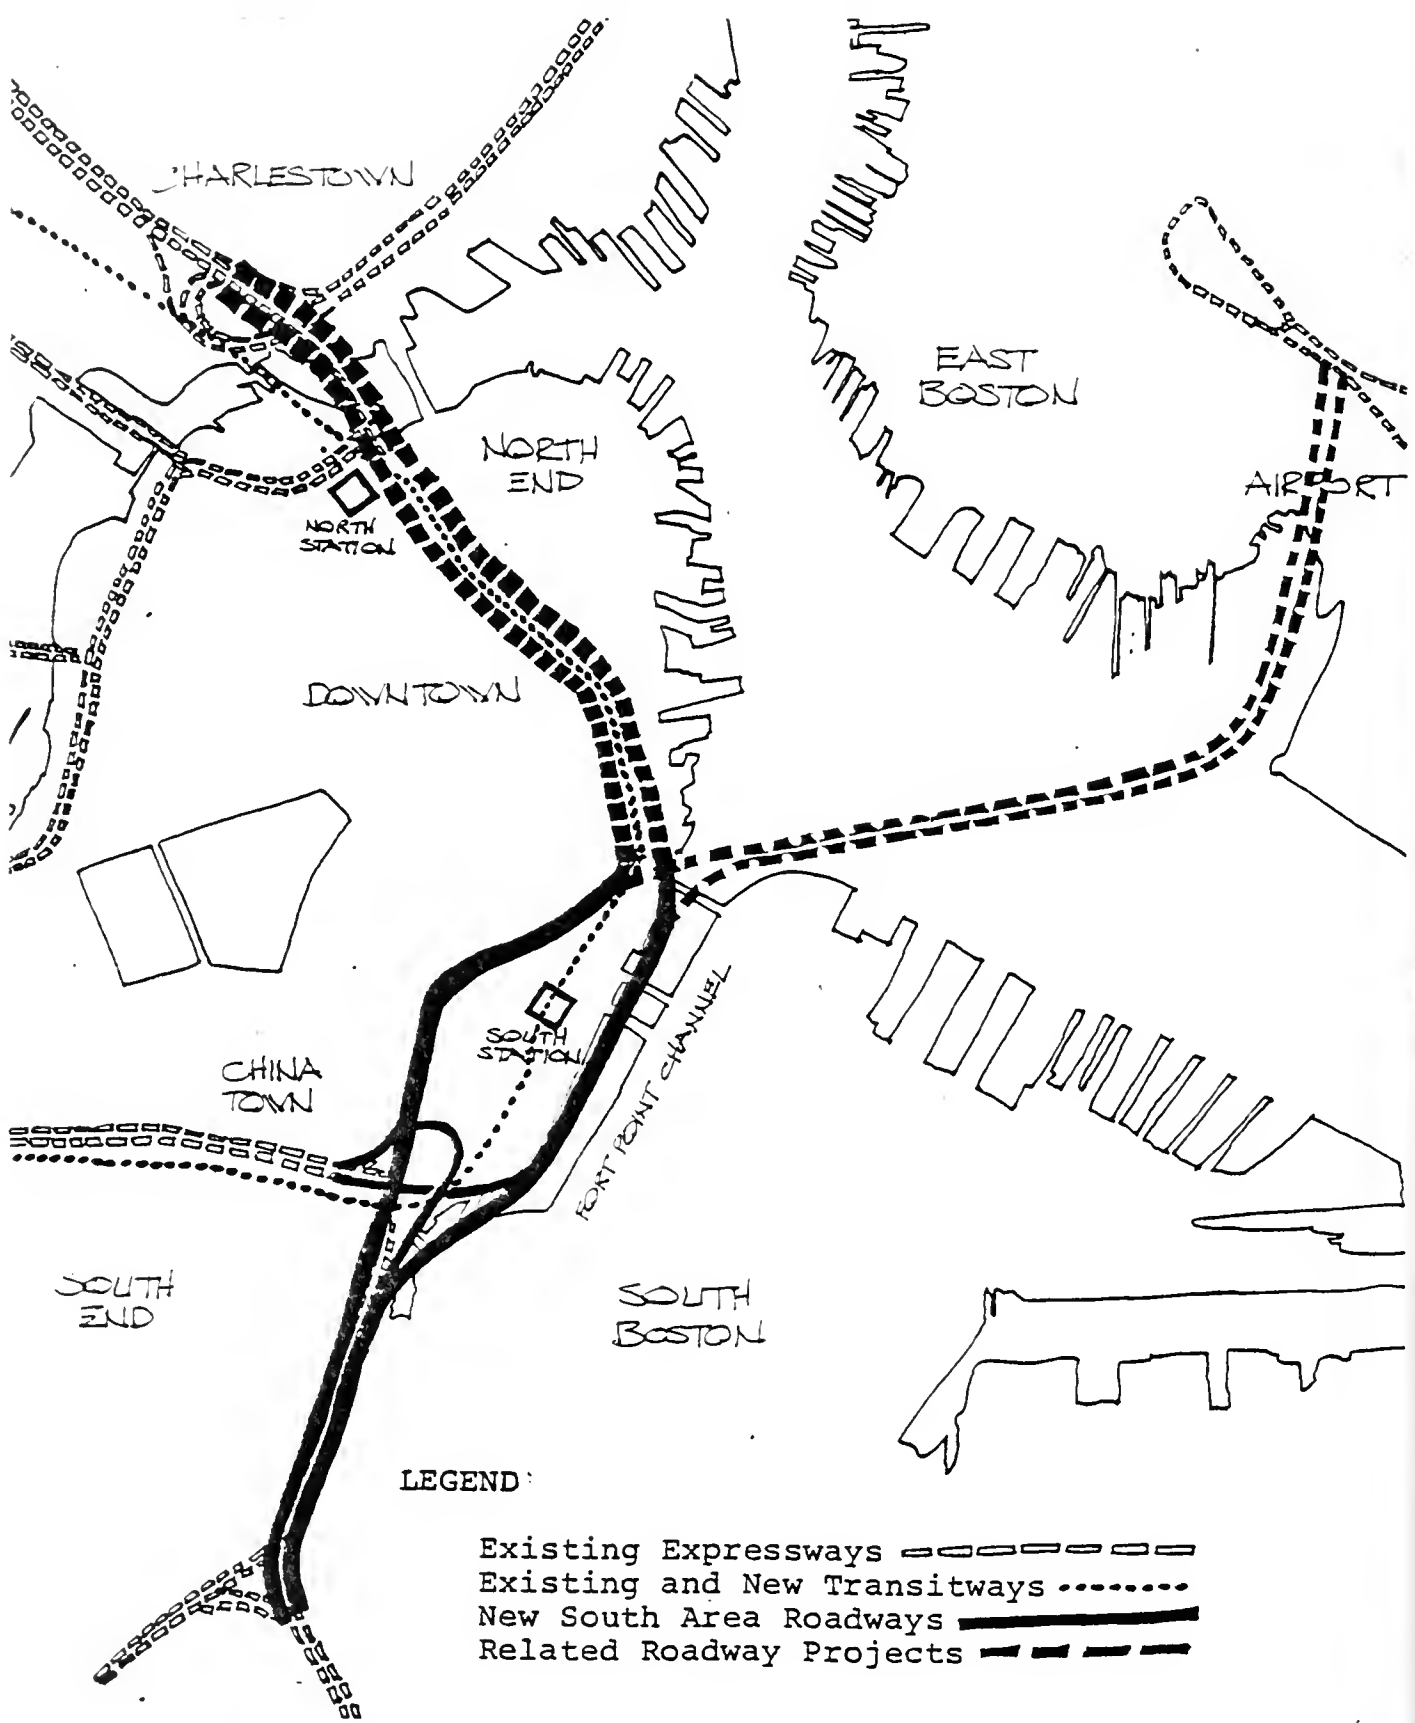 CHARLESTOWN
EAST
BOSTON
NORTH
END
AIRPORT
NORTH
STATION
DOWNTOWN
SOUTH
STATION
FORT POINT CHANNEL
CHINA
TOWN
SOUTH
END
SOUTH
BOSTON
LEGEND
Existing Expressways
Existing and New Transitways
New South Area Roadways
Related Roadway Projects